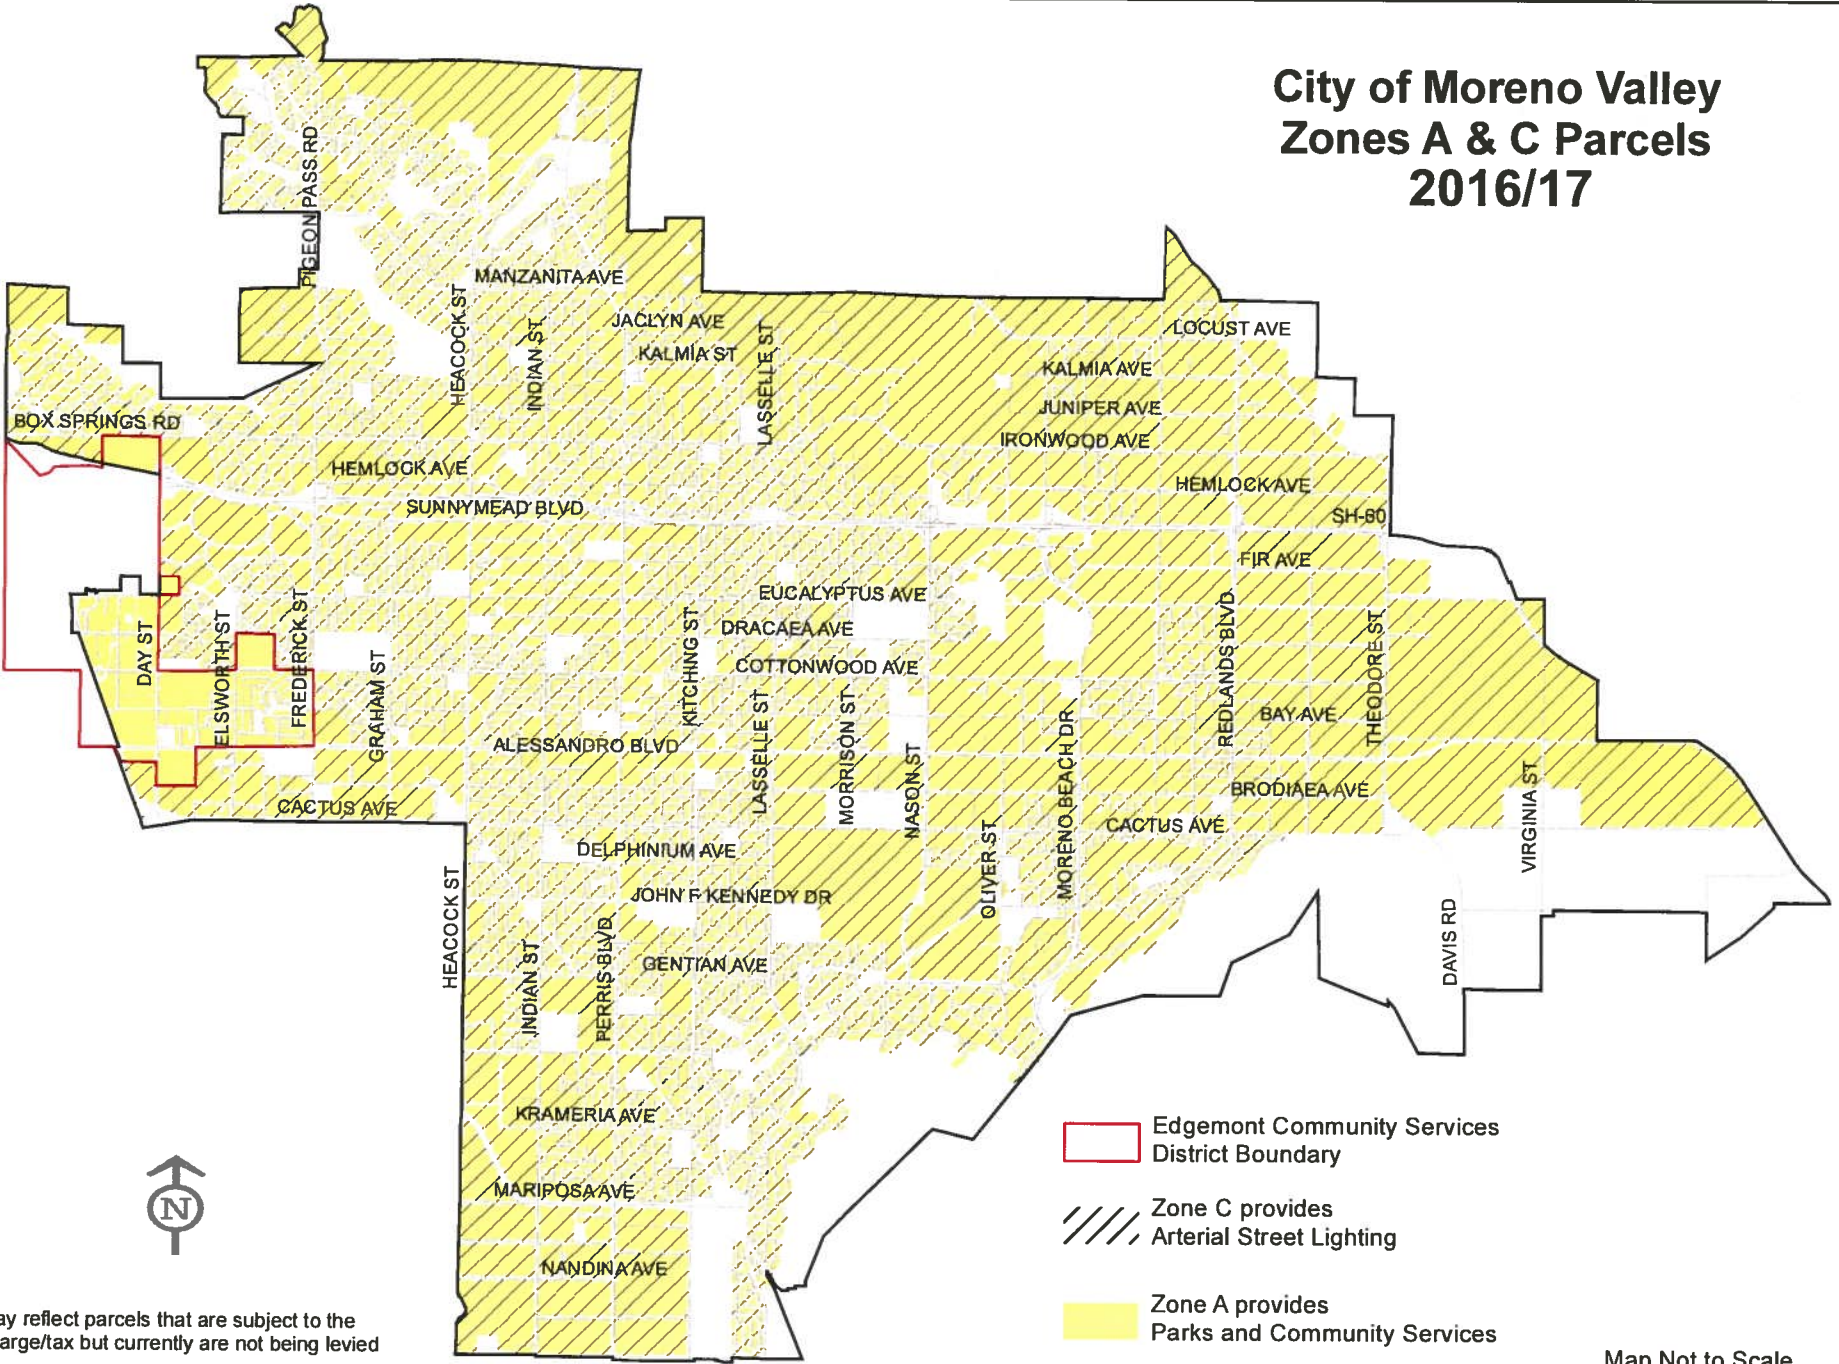 City of Moreno Valley
Zones A & C Parcels
2016/17
PIGEON PASS RD
MANZANITA AVE
HEACOCK ST
INDIAN ST
JACLYN AVE
KALMIA ST
LASSELLE ST
LOCUST AVE
KALMIA AVE
JUNIPER AVE
IRONWOOD AVE
BOX SPRINGS RD
HEMLOCK AVE
HEMLOCK AVE
SUNNYMEAD BLVD
SH-60
FIR AVE
EUCALYPTUS AVE
DRACAEA AVE
COTTONWOOD AVE
DAY ST
ELSWORTH ST
FREDERICK ST
GRAHAM ST
KITCHING ST
LASSELLE ST
MORRISON ST
NASON ST
MORENO BEACH DR
REDLANDS BLVD
THEODORE ST
BAY AVE
ALESSANDRO BLVD
BRODIAEA AVE
VIRGINIA ST
CACTUS AVE
CACTUS AVE
DELPHINIUM AVE
OLIVER ST
HEACOCK ST
JOHN F KENNEDY DR
DAVIS RD
INDIAN ST
PERRIS BLVD
GENTIAN AVE
KRAMERIA AVE
MARIPOSA AVE
NANDINA AVE
N
Edgemont Community Services
District Boundary
Zone C provides
Arterial Street Lighting
Zone A provides
Parks and Community Services
ay reflect parcels that are subject to the
arge/tax but currently are not being levied
Map Not to Scale